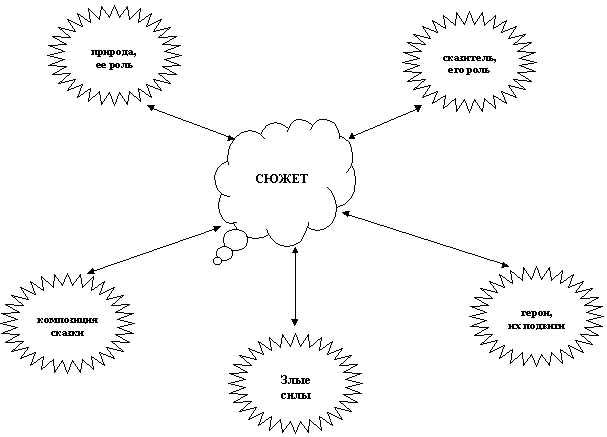 природа,
ее роль
сказитель,
его роль
СЮЖЕТ
композиция
сказки
герои,
их подвиги
Злые
силы